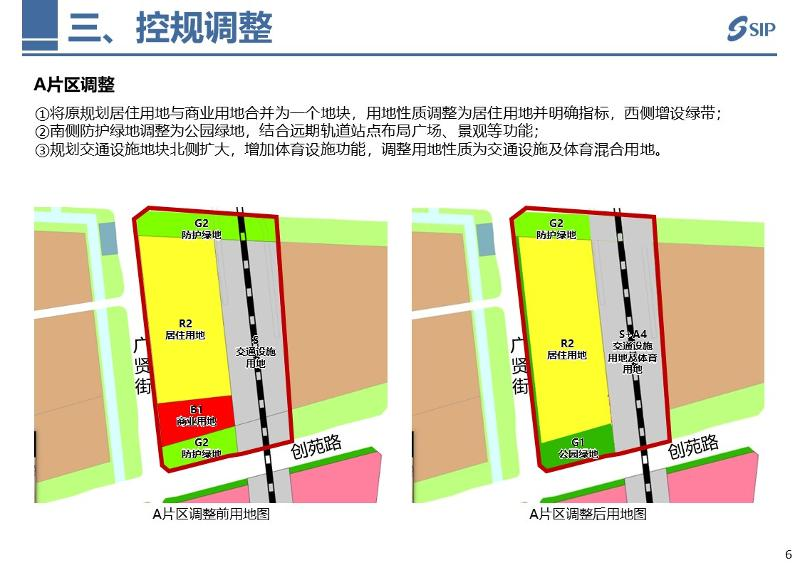 三、控规调整
SIP
A片区调整
①将原规划居住用地与商业用地合并为一个地块，用地性质调整为居住用地并明确指标，西侧增设绿带；
②南侧防护绿地调整为公园绿地，结合远期轨道站点布局广场、景观等功能；
③规划交通设施地块北侧扩大，增加体育设施功能，调整用地性质为交通设施及体育混合用地。
G2
防护绿地
R2
居住用地
S
交通设施
用地
广贤街
B1
商业用地
G2
防护绿地
创苑路
A片区调整前用地图
G2
防护绿地
R2
居住用地
S+A4
交通设施
用地及体育
用地
广贤街
G1
公园绿地
创苑路
A片区调整后用地图
6